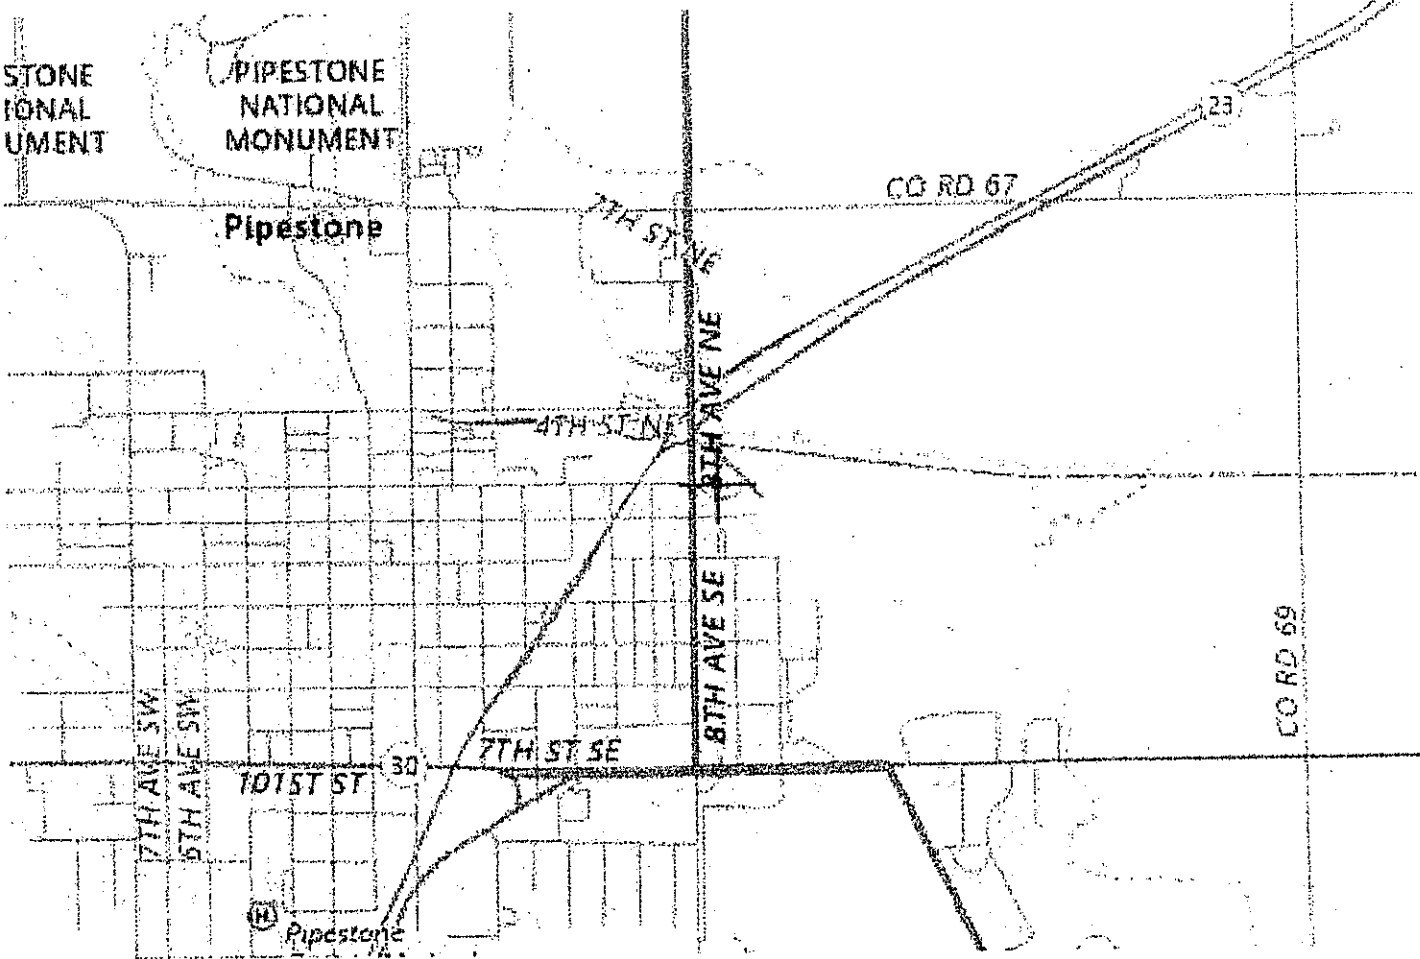 STONE
IONAL
UMENT
PIPESTONE
NATIONAL
MONUMENT
23
CO RD 67
Pipestone
7TH ST NE
8TH AVE NE
4TH ST NE
8TH AVE SE
CO RD 69
7TH AVE SW
6TH AVE SW
7TH ST SE
30
101ST ST
H
Pipestone